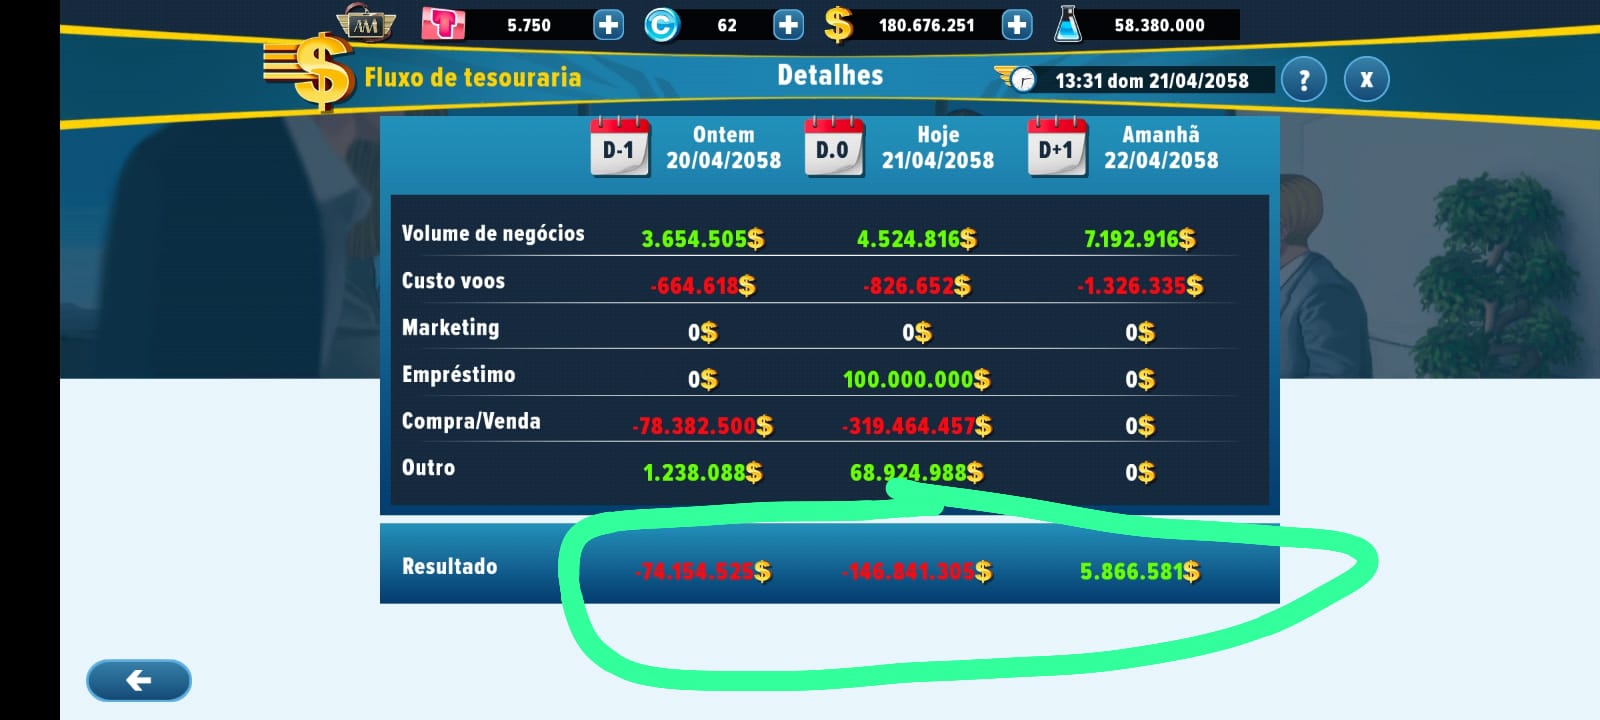 AM 5.750 62 180.676.251 58.380.000
Fluxo de tesouraria Detalhes 13:31 dom 21/04/2058 ? X
D-1 Ontem 20/04/2058 D.0 Hoje 21/04/2058 D+1 Amanhã 22/04/2058
Volume de negócios 3.654.505$ 4.524.816$ 7.192.916$
Custo voos -664.618$ -826.652$ -1.326.335$
Marketing 0$ 0$ 0$
Empréstimo 0$ 100.000.000$ 0$
Compra/Venda -78.382.500$ -319.464.457$ 0$
Outro 1.238.088$ 68.924.988$ 0$
Resultado -74.154.525$ -146.841.305$ 5.866.581$